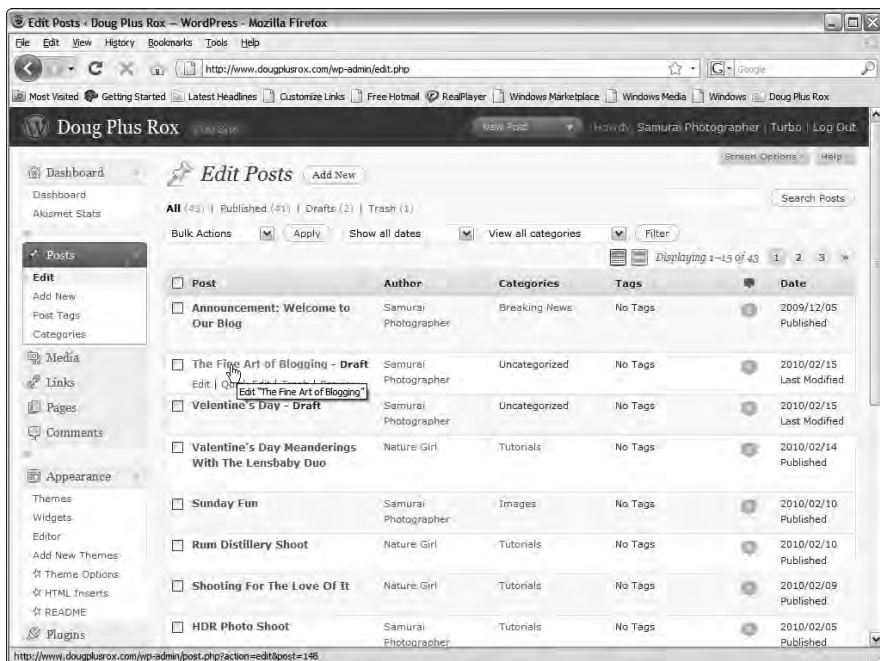 Edit Posts ‹ Doug Plus Rox — WordPress - Mozilla Firefox
File Edit View History Bookmarks Tools Help
http://www.dougplusrox.com/wp-admin/edit.php
Google
Most Visited Getting Started Latest Headlines Customize Links Free Hotmail RealPlayer Windows Marketplace Windows Media Windows Doug Plus Rox
Doug Plus Rox
New Post
Howdy, Samurai Photographer | Turbo | Log Out
Screen Options Help
Dashboard
Dashboard
Akismet Stats
Posts
Edit
Add New
Post Tags
Categories
Media
Links
Pages
Comments
Appearance
Themes
Widgets
Editor
Add New Themes
Theme Options
HTML Inserts
README
Plugins
Edit Posts Add New
Search Posts
All (43) | Published (41) | Drafts (2) | Trash (1)
Bulk Actions Apply Show all dates View all categories Filter
Displaying 1–15 of 43 1 2 3 »
Post Author Categories Tags Date
Announcement: Welcome to Our Blog Samurai Photographer Breaking News No Tags 2009/12/05 Published
The Fine Art of Blogging - Draft Samurai Photographer Uncategorized No Tags 2010/02/15 Last Modified
Edit |
Edit "The Fine Art of Blogging"
Velentine's Day - Draft Samurai Photographer Uncategorized No Tags 2010/02/15 Last Modified
Valentine's Day Meanderings With The Lensbaby Duo Nature Girl Tutorials No Tags 2010/02/14 Published
Sunday Fun Samurai Photographer Images No Tags 2010/02/10 Published
Rum Distillery Shoot Nature Girl Tutorials No Tags 2010/02/10 Published
Shooting For The Love Of It Nature Girl Tutorials No Tags 2010/02/09 Published
HDR Photo Shoot Samurai Photographer Tutorials No Tags 2010/02/05 Published
http://www.dougplusrox.com/wp-admin/post.php?action=edit&post=148